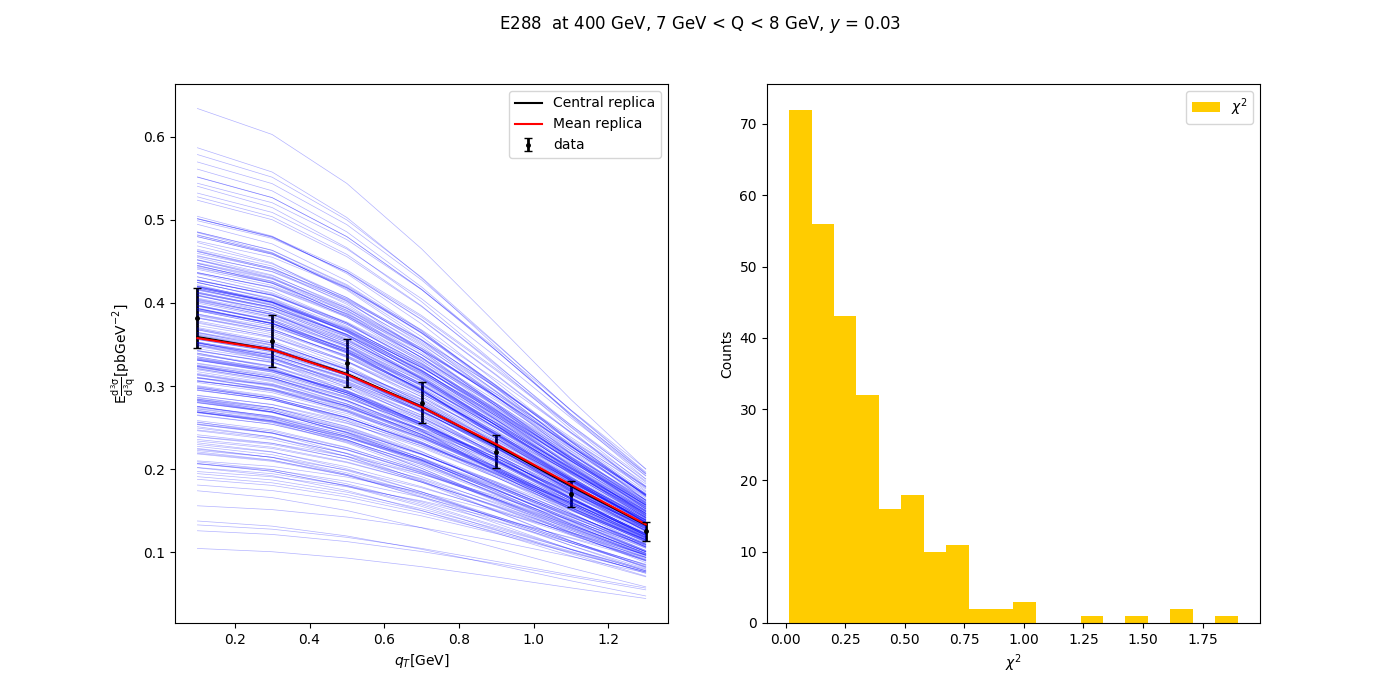 E288  at 400 GeV, 7 GeV < Q < 8 GeV, y = 0.03
Central replica
Mean replica
data
0.6
0.5
0.4
0.3
0.2
0.1
E d³σ/d³q [pbGeV⁻²]
0.2 0.4 0.6 0.8 1.0 1.2
q_T[GeV]
χ²
70
60
50
40
30
20
10
0
Counts
0.00 0.25 0.50 0.75 1.00 1.25 1.50 1.75
χ²